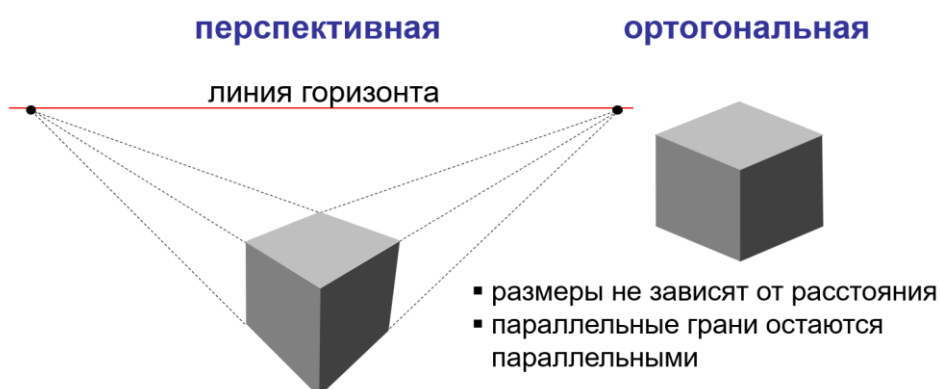 перспективная
ортогональная
линия горизонта
▪ размеры не зависят от расстояния
▪ параллельные грани остаются
параллельными